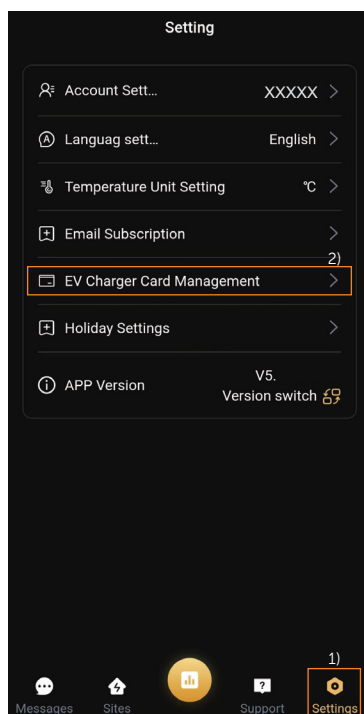 Setting
Account Sett... XXXXX
Languag sett... English
Temperature Unit Setting °C
Email Subscription
2)
EV Charger Card Management
Holiday Settings
APP Version V5.
Version switch
1)
Messages Sites Support Settings